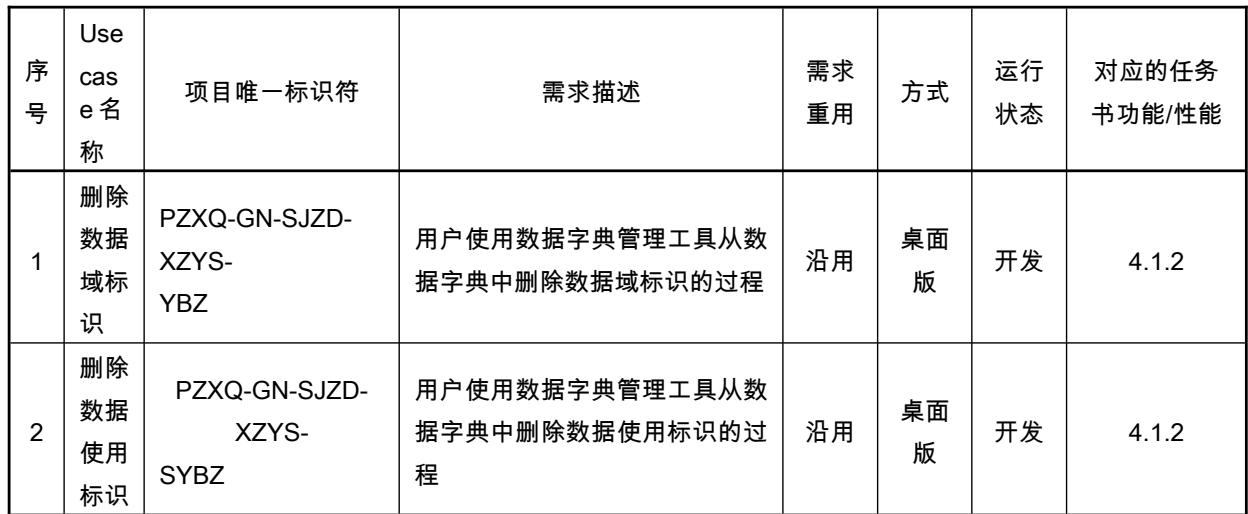 序号
Use case名称
项目唯一标识符
需求描述
需求重用
方式
运行状态
对应的任务书功能/性能
1
删除数据域标识
PZXQ-GN-SJZD-
XZYS-
YBZ
用户使用数据字典管理工具从数
据字典中删除数据域标识的过程
沿用
桌面版
开发
4.1.2
2
删除数据使用标识
PZXQ-GN-SJZD-
XZYS-
SYBZ
用户使用数据字典管理工具从数
据字典中删除数据使用标识的过
程
沿用
桌面版
开发
4.1.2